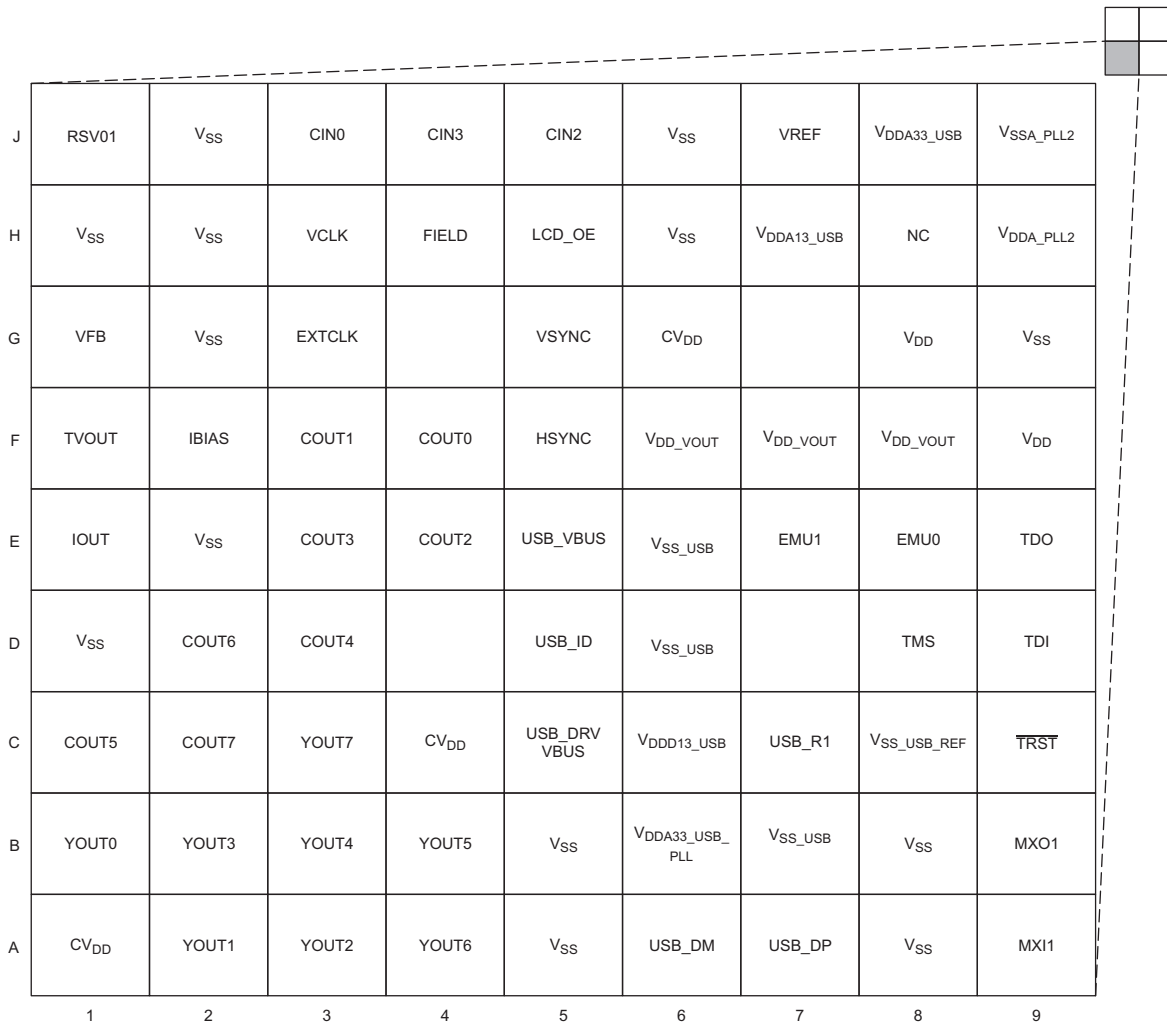 J RSV01 VSS CIN0 CIN3 CIN2 VSS VREF VDDA33_USB VSSA_PLL2
H VSS VSS VCLK FIELD LCD_OE VSS VDDA13_USB NC VDDA_PLL2
G VFB VSS EXTCLK VSYNC CVDD VDD VSS
F TVOUT IBIAS COUT1 COUT0 HSYNC VDD_VOUT VDD_VOUT VDD_VOUT VDD
E IOUT VSS COUT3 COUT2 USB_VBUS VSS_USB EMU1 EMU0 TDO
D VSS COUT6 COUT4 USB_ID VSS_USB TMS TDI
C COUT5 COUT7 YOUT7 CVDD USB_DRV VBUS VDDD13_USB USB_R1 VSS_USB_REF TRST
B YOUT0 YOUT3 YOUT4 YOUT5 VSS VDDA33_USB_ PLL VSS_USB VSS MXO1
A CVDD YOUT1 YOUT2 YOUT6 VSS USB_DM USB_DP VSS MXI1
1 2 3 4 5 6 7 8 9